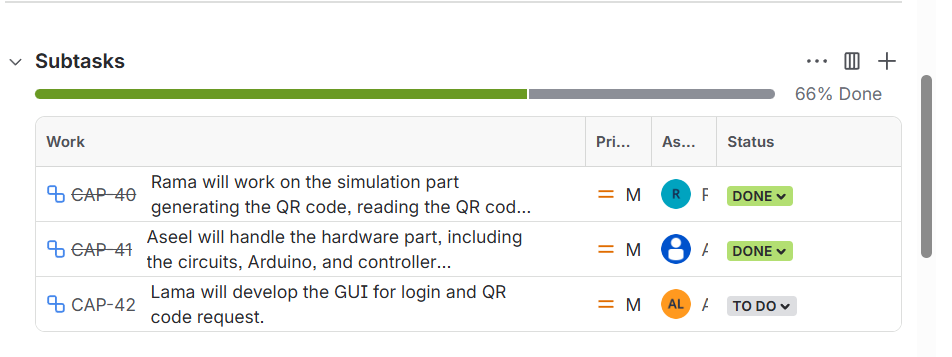 Subtasks
66% Done
Work Pri... As... Status
CAP-40 Rama will work on the simulation part
generating the QR code, reading the QR cod... M R DONE
CAP-41 Aseel will handle the hardware part, including
the circuits, Arduino, and controller... M DONE
CAP-42 Lama will develop the GUI for login and QR
code request. M AL TO DO